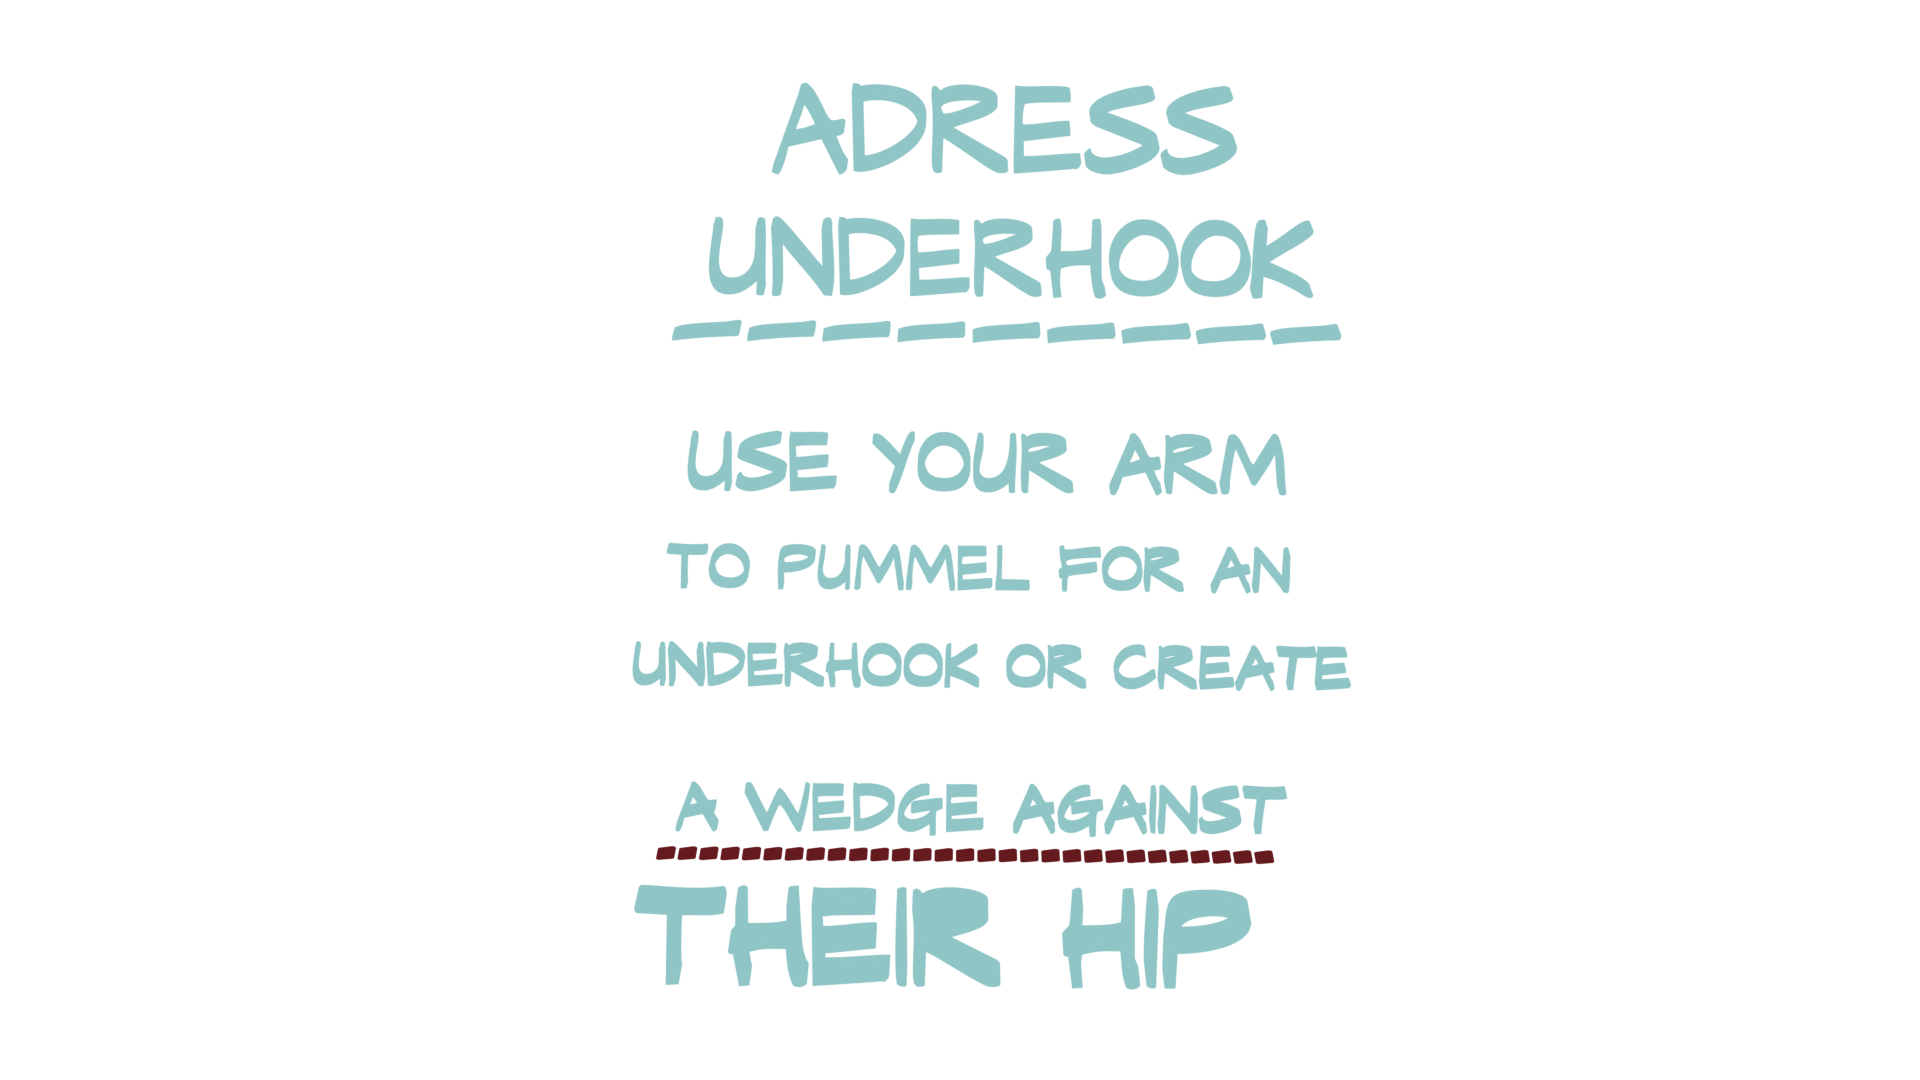 ADRESS
UNDERHOOK
USE YOUR ARM
TO PUMMEL FOR AN
UNDERHOOK OR CREATE
A WEDGE AGAINST
THEIR HIP